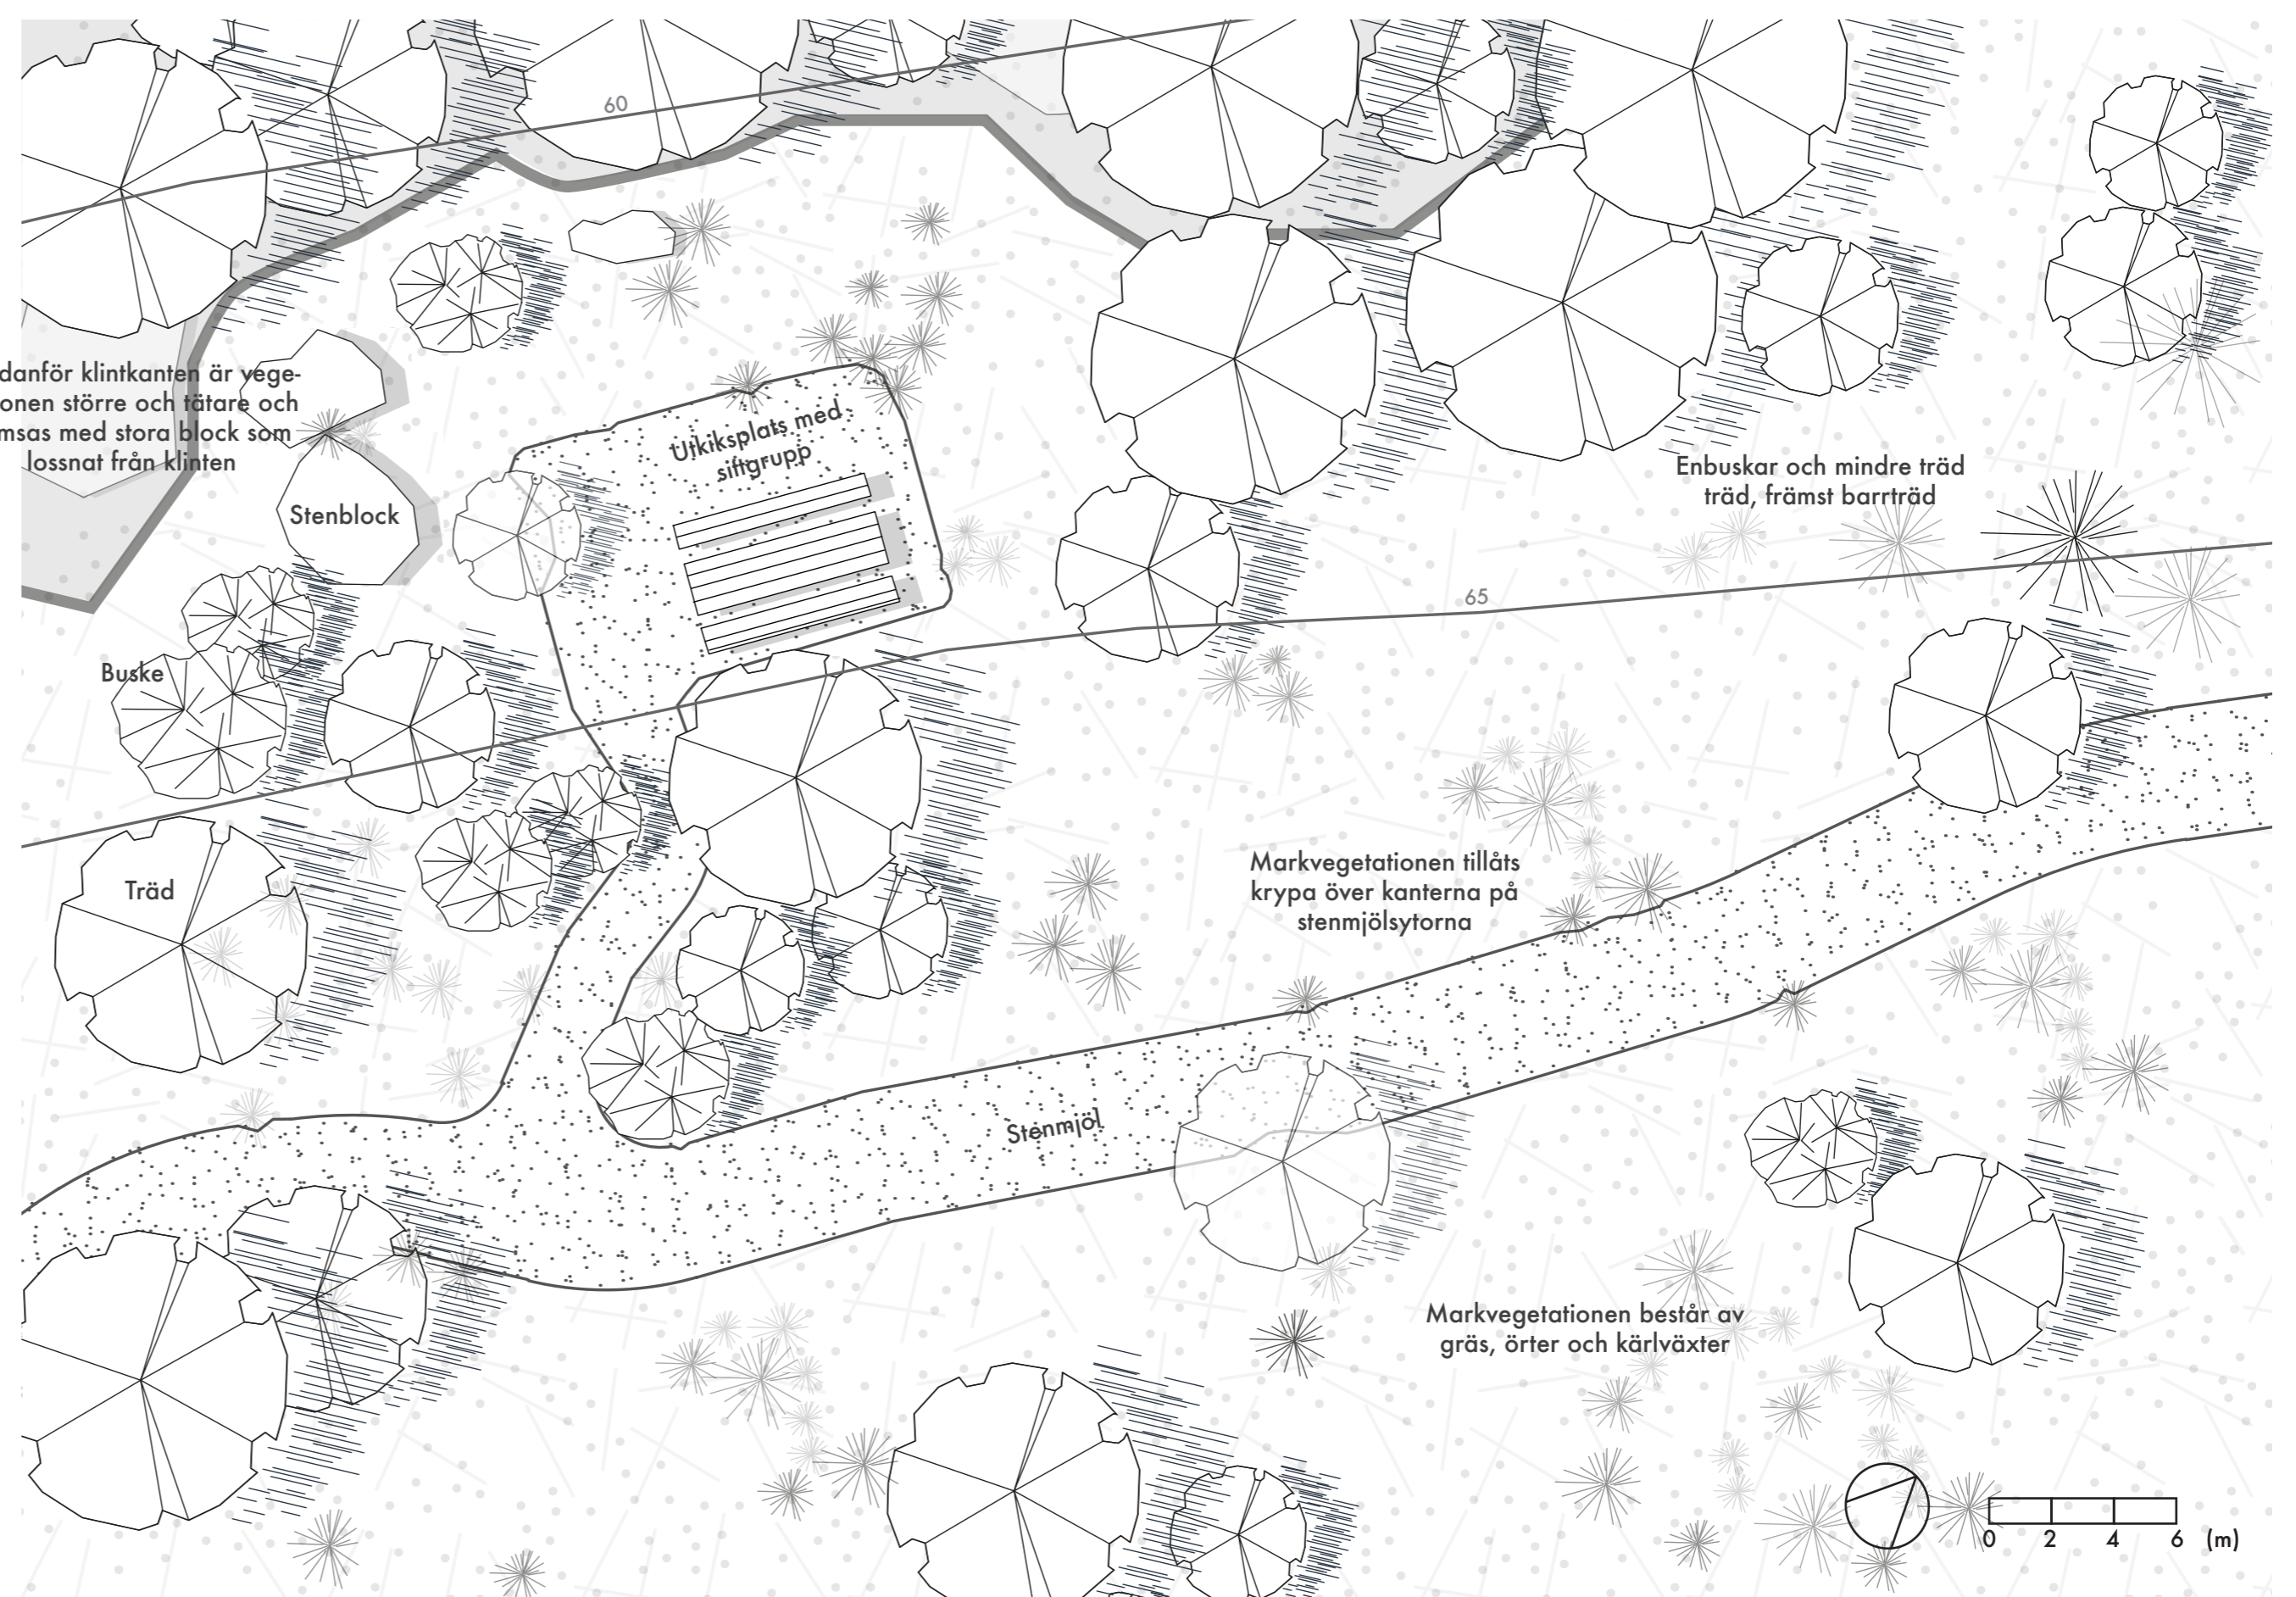 60
danför klintkanten är vege-
onen större och tätare och
msas med stora block som
lossnat från klinten
Utkiksplats med
sittgrupp
Stenblock
Enbuskar och mindre träd
träd, främst barrträd
65
Buske
Träd
Markvegetationen tillåts
krypa över kanterna på
stenmjölsytorna
Stenmjöl
Markvegetationen består av
gräs, örter och kärlväxter
0 2 4 6 (m)